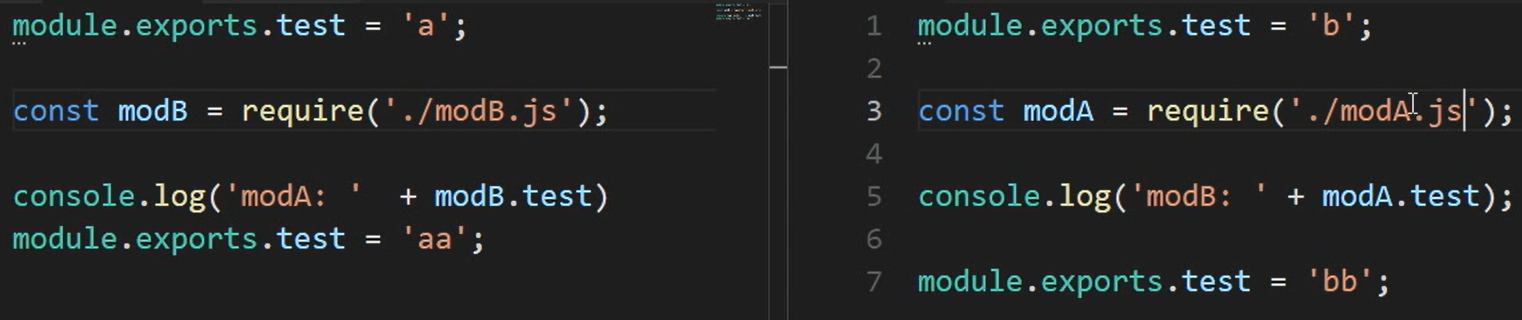 module.exports.test = 'a';
const modB = require('./modB.js');
console.log('modA: '  + modB.test)
module.exports.test = 'aa';
1 module.exports.test = 'b';
2
3 const modA = require('./modA.js');
4
5 console.log('modB: ' + modA.test);
6
7 module.exports.test = 'bb';